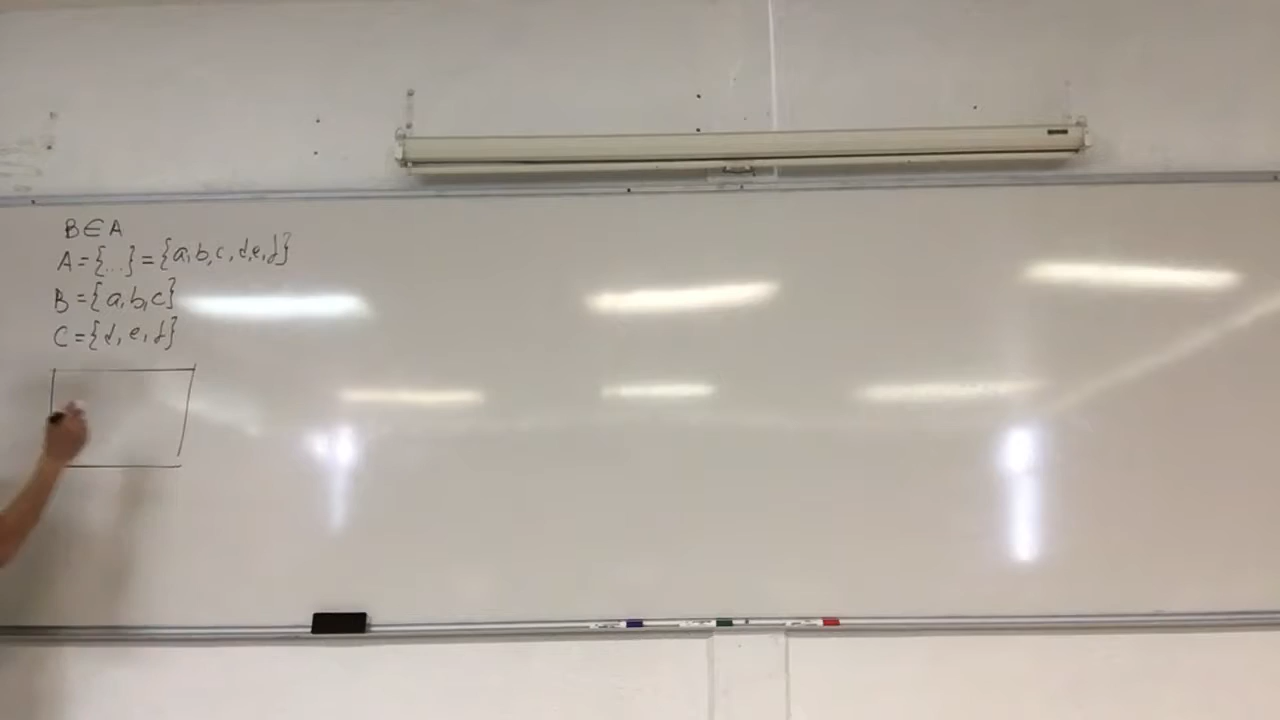 B∈A
A={...}={a,b,c,d,e,f}
B={a,b,c}
C={d,e,f}